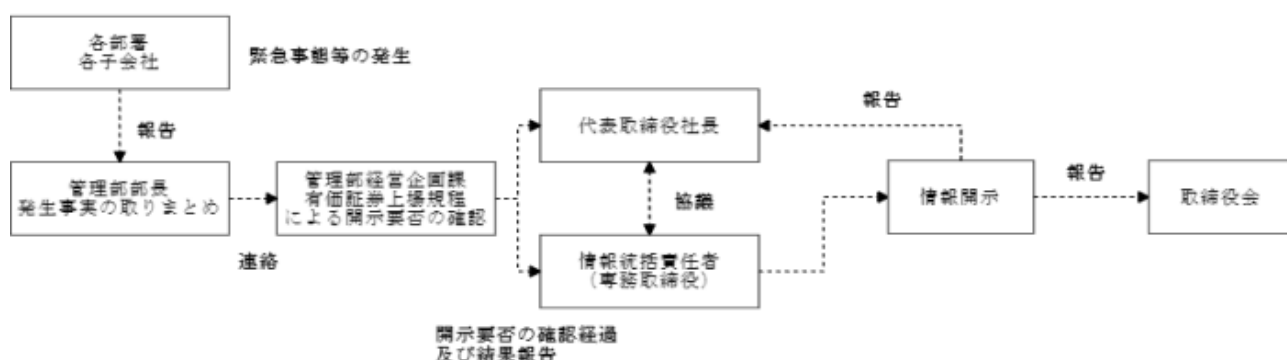 各部署
各子会社
緊急事態等の発生
報告
管理部部長
発生事実の取りまとめ
連絡
管理部経営企画課
有価証券上場規程
による開示要否の確認
代表取締役社長
協議
情報統括責任者
（専務取締役）
開示要否の確認経過
及び結果報告
報告
情報開示
報告
取締役会